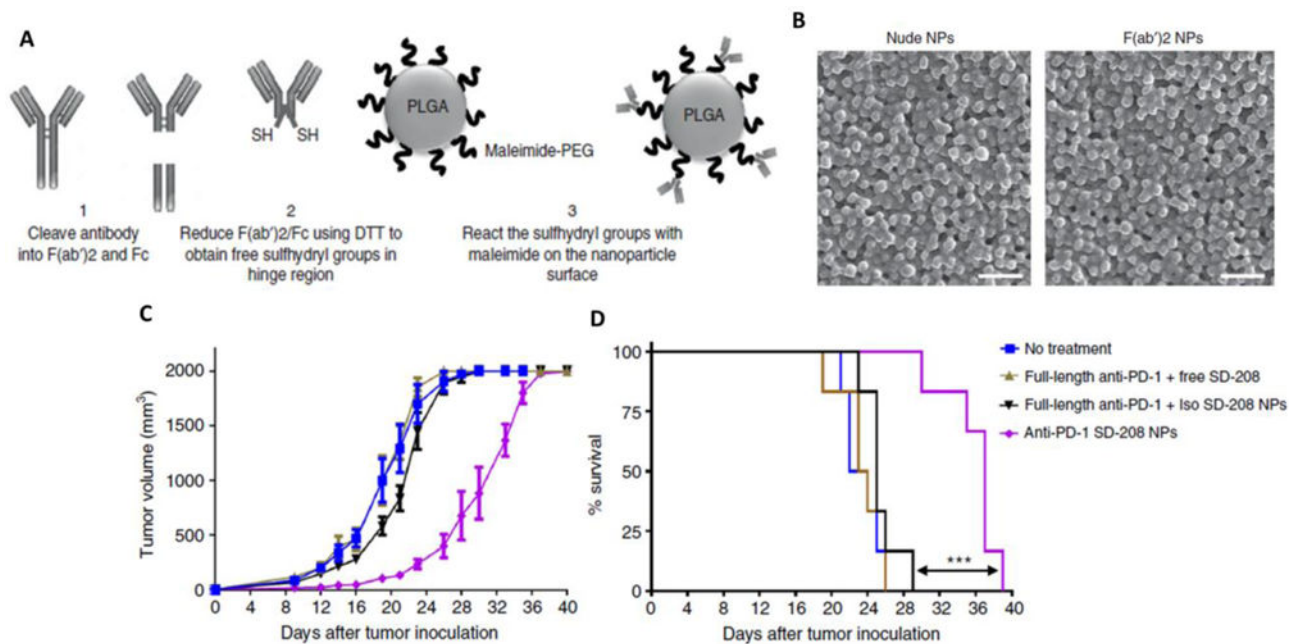 A
SH SH
PLGA
Maleimide-PEG
PLGA
1
Cleave antibody
into F(ab')2 and Fc
2
Reduce F(ab')2/Fc using DTT to
obtain free sulfhydryl groups in
hinge region
3
React the sulfhydryl groups with
maleimide on the nanoparticle
surface
B
Nude NPs
F(ab')2 NPs
C
Tumor volume (mm³)
2000
1500
1000
500
0
0 4 8 12 16 20 24 28 32 36 40
Days after tumor inoculation
D
% survival
100
75
50
25
0
0 4 8 12 16 20 24 28 32 36 40
Days after tumor inoculation
***
No treatment
Full-length anti-PD-1 + free SD-208
Full-length anti-PD-1 + Iso SD-208 NPs
Anti-PD-1 SD-208 NPs